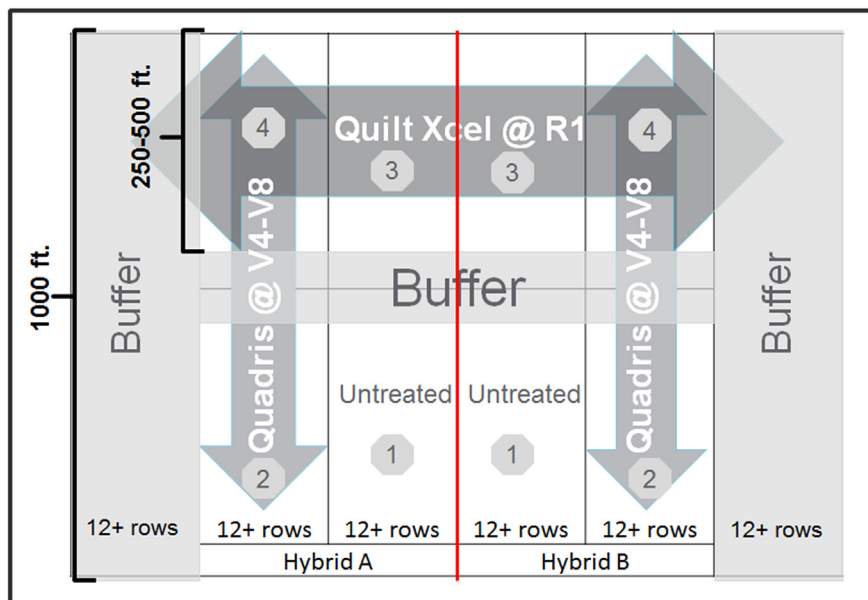 250-500 ft.
1000 ft.
4
Quilt Xcel @ R1
4
3
3
Quadris @ V4-V8
Quadris @ V4-V8
Buffer
Buffer
Buffer
Untreated
Untreated
1
1
2
2
12+ rows
12+ rows
12+ rows
12+ rows
12+ rows
12+ rows
Hybrid A
Hybrid B